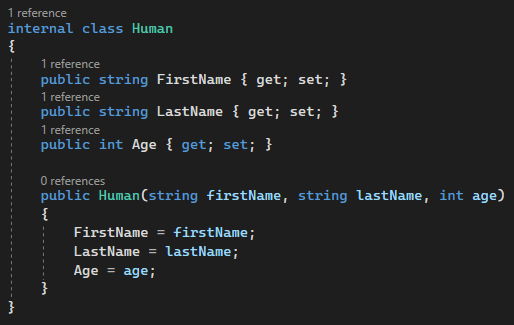 1 reference
internal class Human
{
1 reference
public string FirstName { get; set; }
1 reference
public string LastName { get; set; }
1 reference
public int Age { get; set; }
0 references
public Human(string firstName, string lastName, int age)
{
FirstName = firstName;
LastName = lastName;
Age = age;
}
}